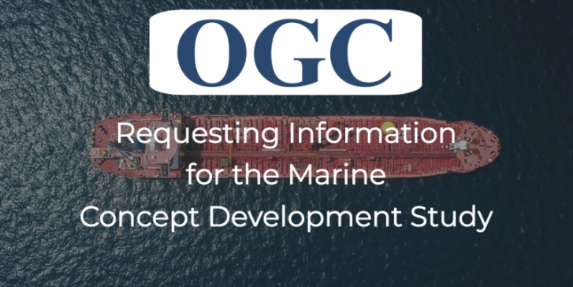 OGC
Requesting Information
for the Marine
Concept Development Study